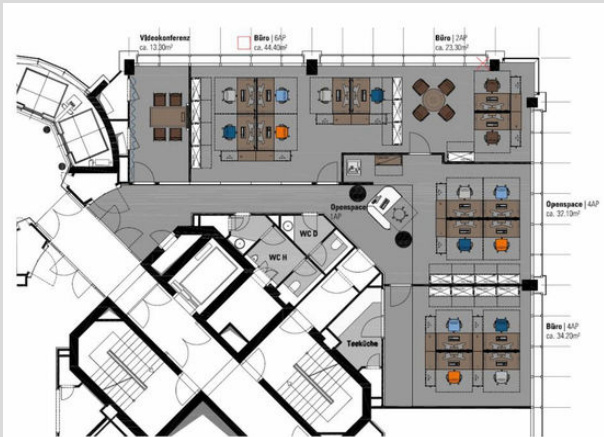 Videokonferenz
ca. 13.00m²
Büro | 6AP
ca. 44.40m²
Büro | 2AP
ca. 23.30m²
Openspace | 4AP
ca. 32.10m²
Openspace
1AP
WC D
WC H
Teeküche
Büro | 4AP
ca. 34.20m²